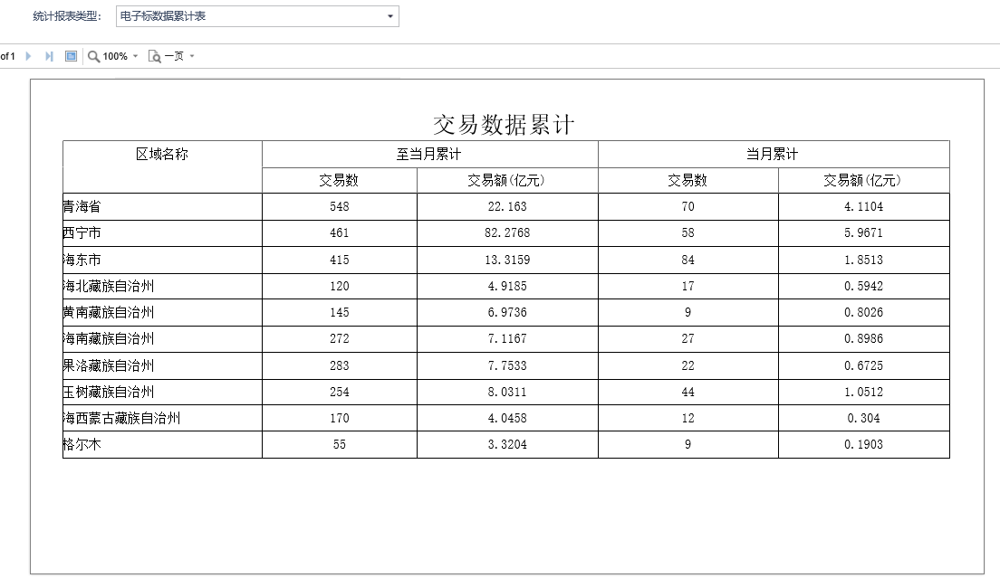 统计报表类型： 电子标数据累计表
of 1 100% 一页
交易数据累计
区域名称 至当月累计 当月累计
交易数 交易额(亿元) 交易数 交易额(亿元)
青海省 548 22.163 70 4.1104
西宁市 461 82.2768 58 5.9671
海东市 415 13.3159 84 1.8513
海北藏族自治州 120 4.9185 17 0.5942
黄南藏族自治州 145 6.9736 9 0.8026
海南藏族自治州 272 7.1167 27 0.8986
果洛藏族自治州 283 7.7533 22 0.6725
玉树藏族自治州 254 8.0311 44 1.0512
海西蒙古藏族自治州 170 4.0458 12 0.304
格尔木 55 3.3204 9 0.1903